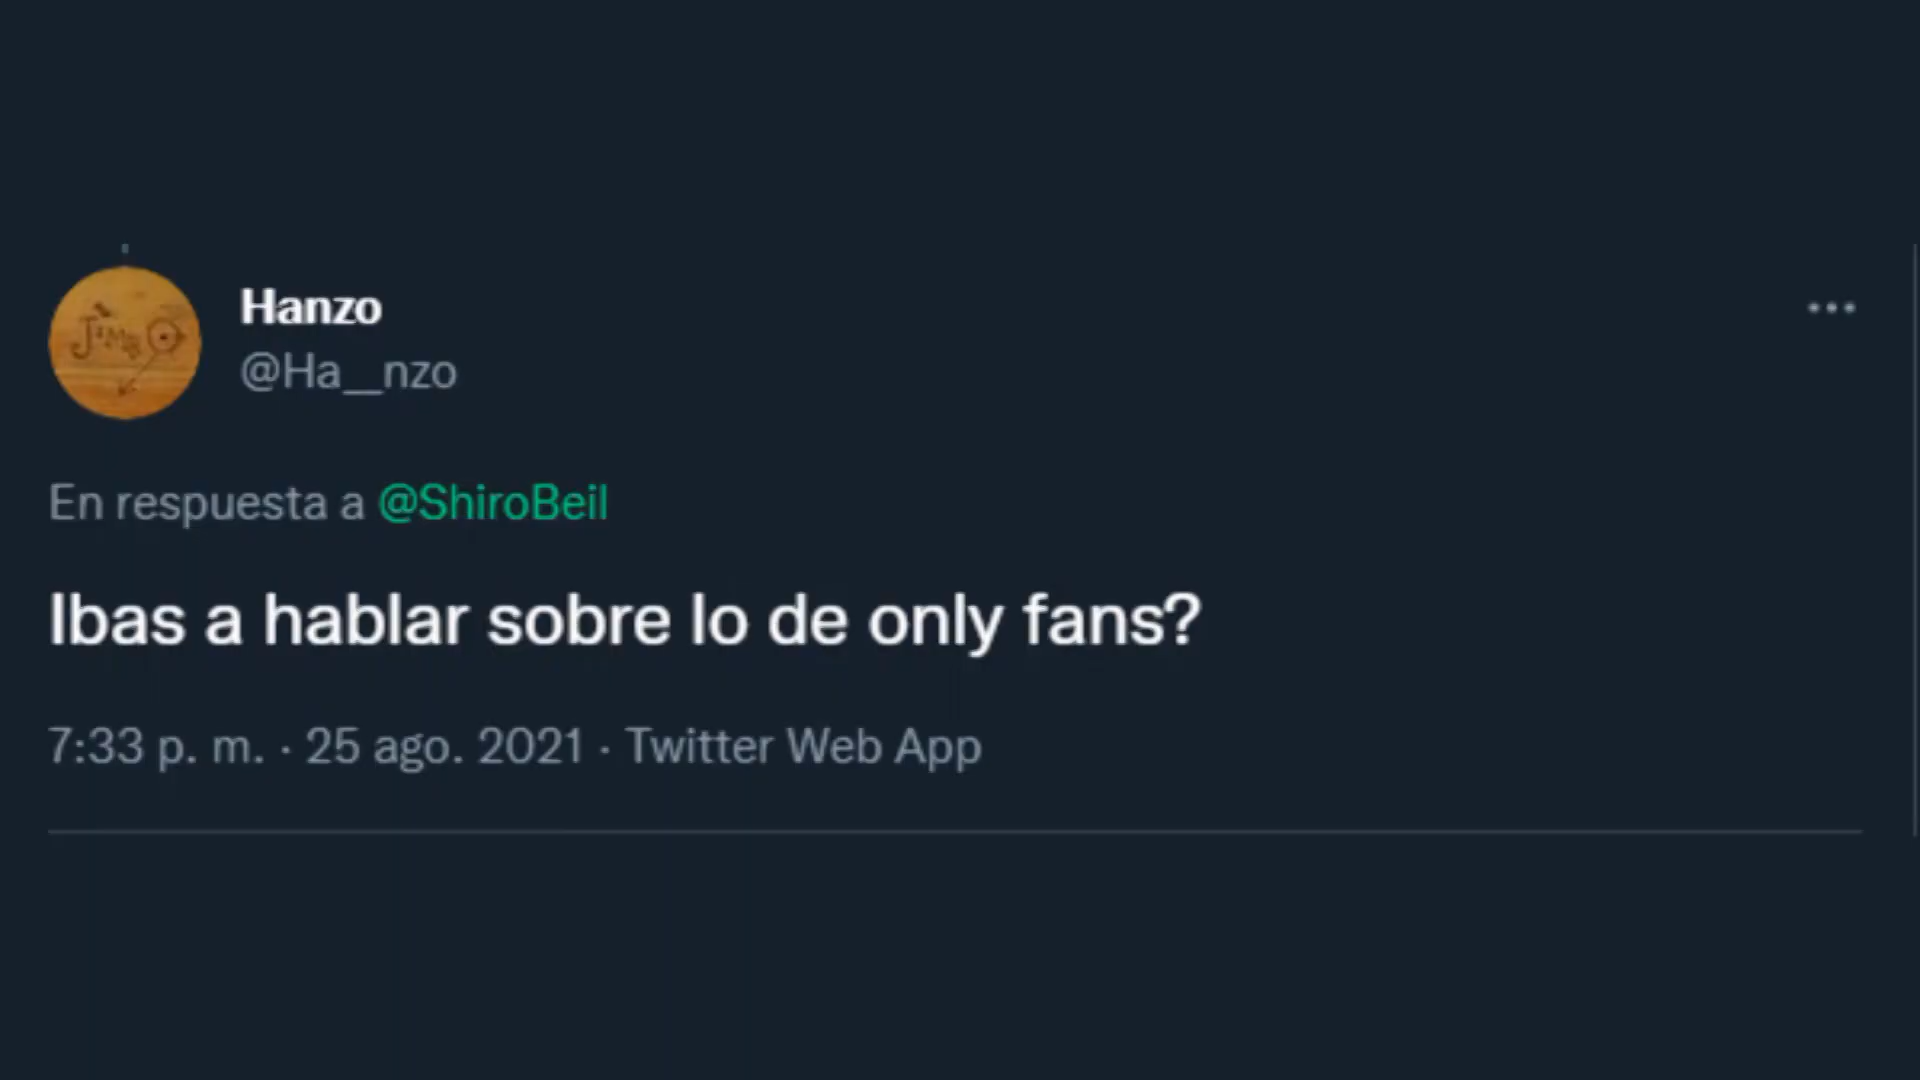 Hanzo
@Ha__nzo
En respuesta a @ShiroBeil
Ibas a hablar sobre lo de only fans?
7:33 p. m. · 25 ago. 2021 · Twitter Web App